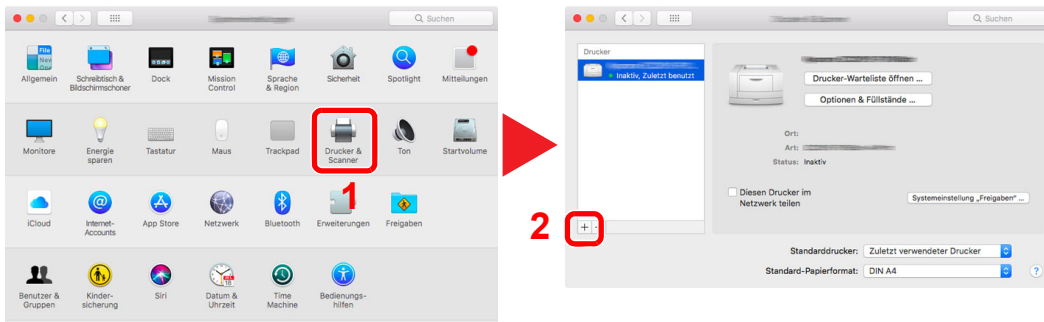 Suchen
File
New
Ope
Allgemein
Schreibtisch &
Bildschirmschoner
Dock
Mission
Control
Sprache
& Region
Sicherheit
Spotlight
Mitteilungen
Monitore
Energie
sparen
Tastatur
Maus
Trackpad
Drucker &
Scanner
Ton
Startvolume
1
iCloud
Internet-
Accounts
App Store
Netzwerk
Bluetooth
Erweiterungen
Freigaben
JUL
18
Benutzer &
Gruppen
Kinder-
sicherung
Siri
Datum &
Uhrzeit
Time
Machine
Bedienungs-
hilfen
Suchen
Drucker
Inaktiv, Zuletzt benutzt
Drucker-Warteliste öffnen ...
Optionen & Füllstände ...
Ort:
Art:
Status: Inaktiv
Diesen Drucker im
Netzwerk teilen
Systemeinstellung „Freigaben“ ...
2
+ -
Standarddrucker: Zuletzt verwendeter Drucker
Standard-Papierformat: DIN A4
?